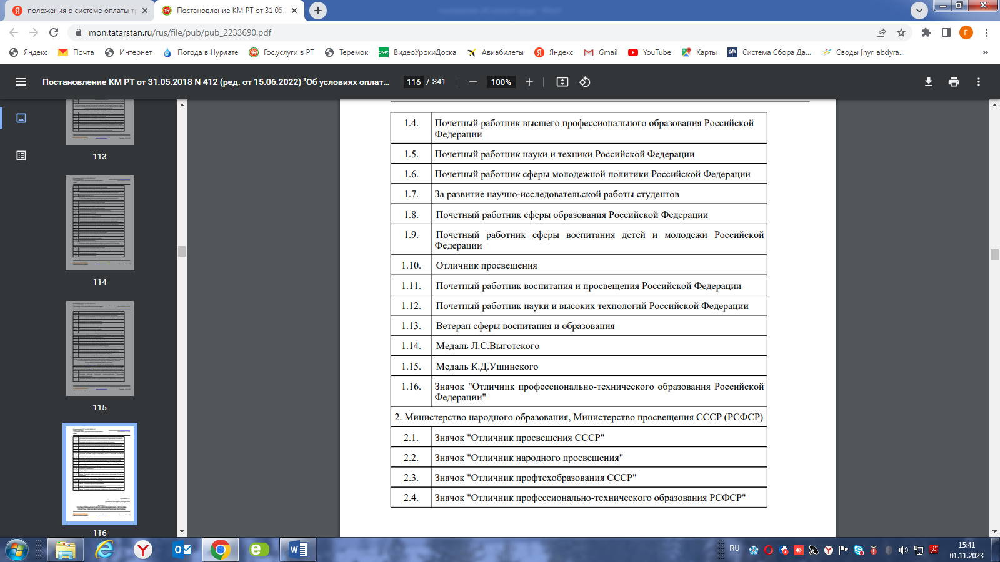 положения о системе оплаты тр
Постановление КМ РТ от 31.05.
mon.tatarstan.ru/rus/file/pub/pub_2233690.pdf
Яндекс Почта Интернет Погода в Нурлате Гос.услуги в РТ Теремок ВидеоУрокиДоска Авиабилеты Яндекс Gmail YouTube Карты Система Сбора Да... Своды [nyr_abdyra...
Постановление КМ РТ от 31.05.2018 N 412 (ред. от 15.06.2022) "Об условиях оплат... 116 / 341 100%
113
114
115
116
1.4. Почетный работник высшего профессионального образования Российской
Федерации
1.5. Почетный работник науки и техники Российской Федерации
1.6. Почетный работник сферы молодежной политики Российской Федерации
1.7. За развитие научно-исследовательской работы студентов
1.8. Почетный работник сферы образования Российской Федерации
1.9. Почетный работник сферы воспитания детей и молодежи Российской
Федерации
1.10. Отличник просвещения
1.11. Почетный работник воспитания и просвещения Российской Федерации
1.12. Почетный работник науки и высоких технологий Российской Федерации
1.13. Ветеран сферы воспитания и образования
1.14. Медаль Л.С.Выготского
1.15. Медаль К.Д.Ушинского
1.16. Значок "Отличник профессионально-технического образования Российской
Федерации"
2. Министерство народного образования, Министерство просвещения СССР (РСФСР)
2.1. Значок "Отличник просвещения СССР"
2.2. Значок "Отличник народного просвещения"
2.3. Значок "Отличник профтехобразования СССР"
2.4. Значок "Отличник профессионально-технического образования РСФСР"
RU
15:41
01.11.2023